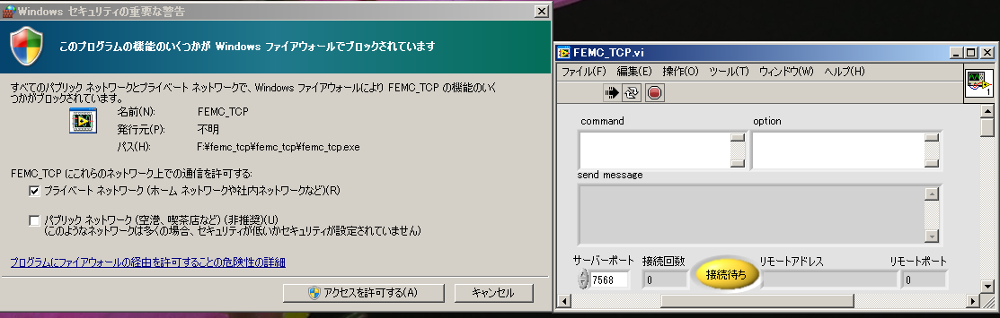 Windows セキュリティの重要な警告
このプログラムの機能のいくつかが Windows ファイアウォールでブロックされています
すべてのパブリック ネットワークとプライベート ネットワークで、Windows ファイアウォールにより FEMC_TCP の機能のいく
つかがブロックされています。
名前(N): FEMC_TCP
発行元(P): 不明
パス(H): F:¥femc_tcp¥femc_tcp¥femc_tcp.exe
FEMC_TCP にこれらのネットワーク上での通信を許可する:
プライベート ネットワーク (ホーム ネットワークや社内ネットワークなど)(R)
パブリック ネットワーク (空港、喫茶店など) (非推奨)(U)
(このようなネットワークは多くの場合、セキュリティが低いかセキュリティが設定されていません)
プログラムにファイアウォールの経由を許可することの危険性の詳細
アクセスを許可する(A) キャンセル
FEMC_TCP.vi
ファイル(F) 編集(E) 操作(O) ツール(T) ウィンドウ(W) ヘルプ(H)
1
command option
send message
サーバーポート 接続回数 リモートアドレス リモートポート
7568 0 接続待ち 0